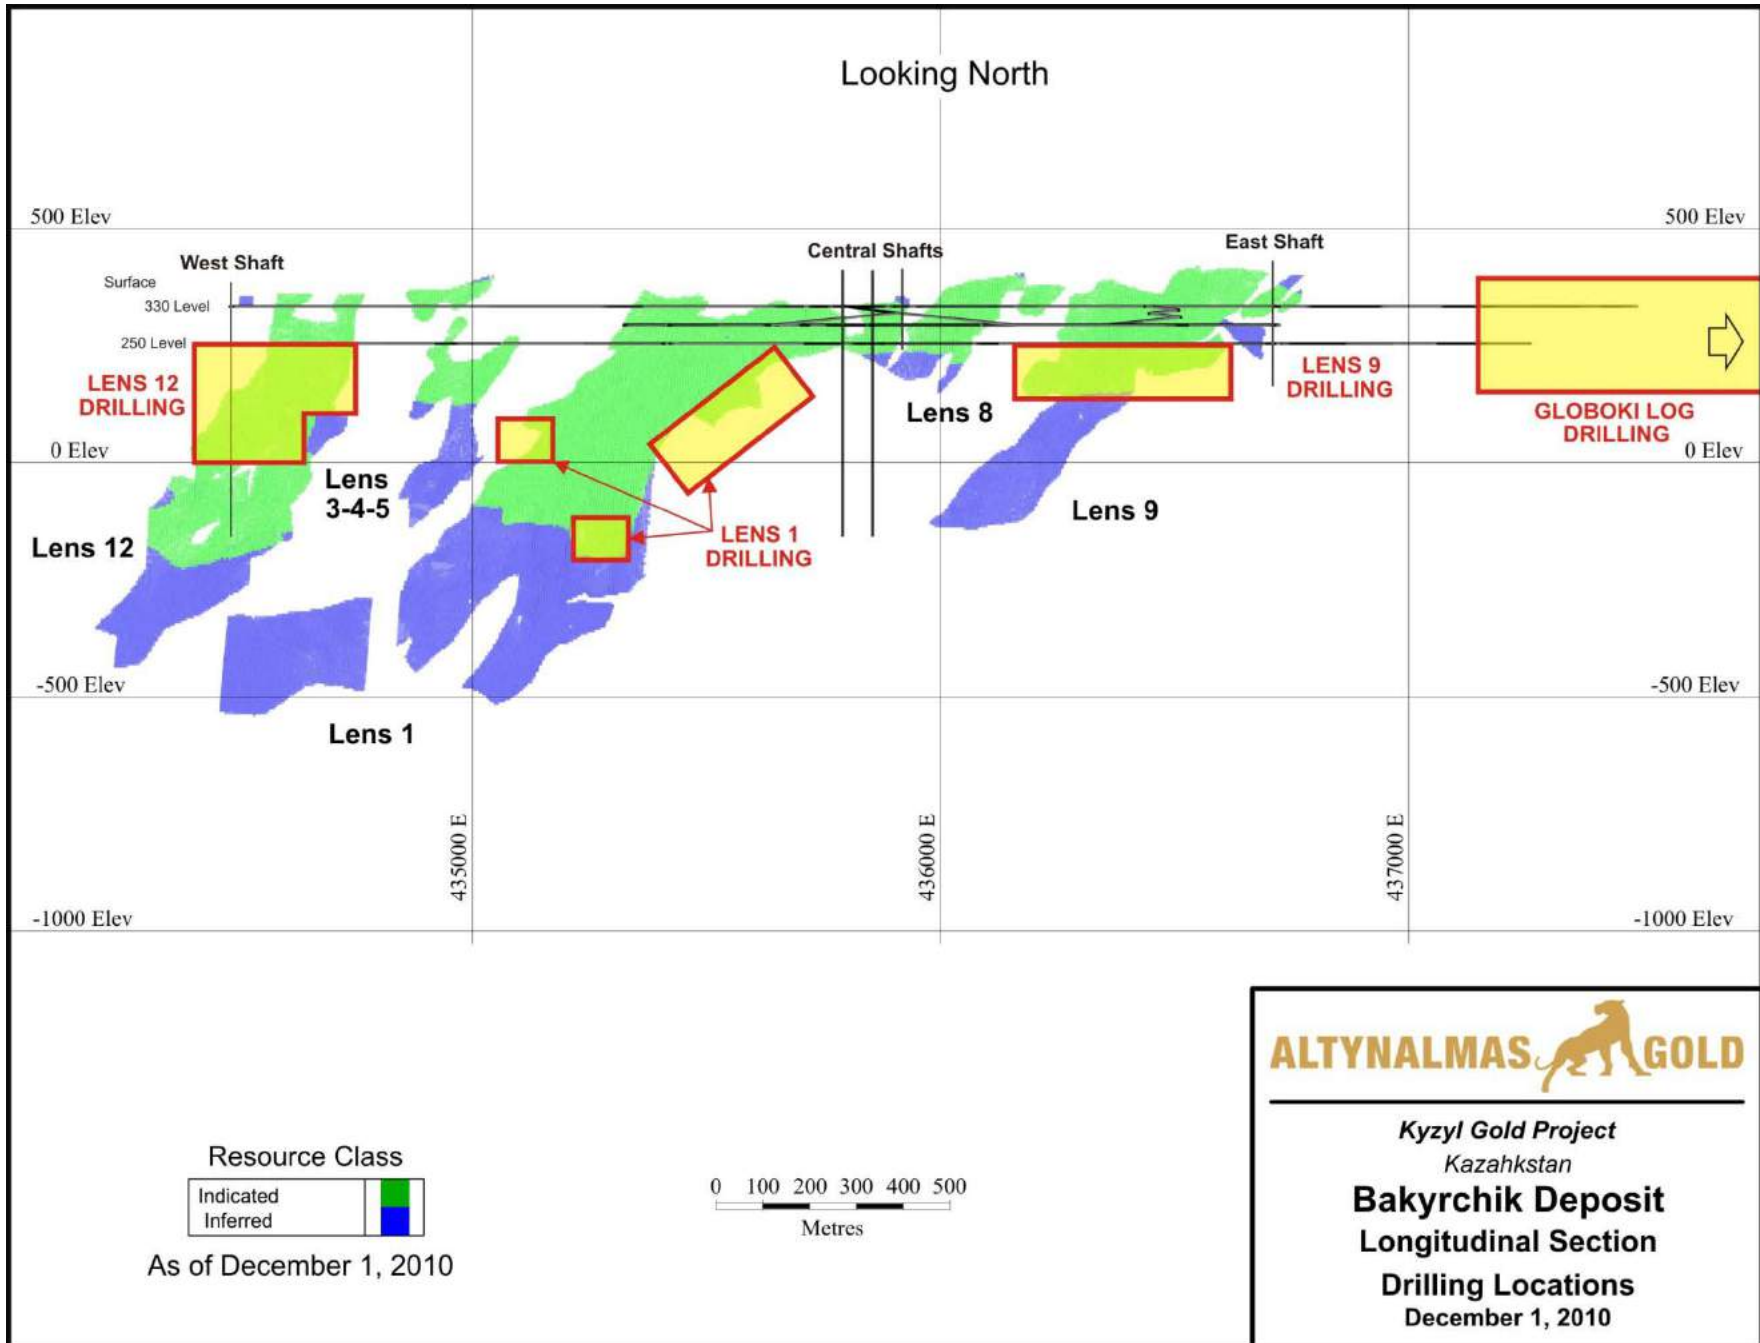 Looking North
500 Elev
500 Elev
West Shaft
Central Shafts
East Shaft
Surface
330 Level
250 Level
LENS 12
DRILLING
LENS 9
DRILLING
Lens 8
GLOBOKI LOG
DRILLING
0 Elev
0 Elev
Lens
3-4-5
Lens 9
Lens 12
LENS 1
DRILLING
-500 Elev
-500 Elev
Lens 1
435000 E
436000 E
437000 E
-1000 Elev
-1000 Elev
ALTYNALMAS GOLD
Kyzyl Gold Project
Kazahkstan
Bakyrchik Deposit
Longitudinal Section
Drilling Locations
December 1, 2010
Resource Class
Indicated
Inferred
As of December 1, 2010
0 100 200 300 400 500
Metres